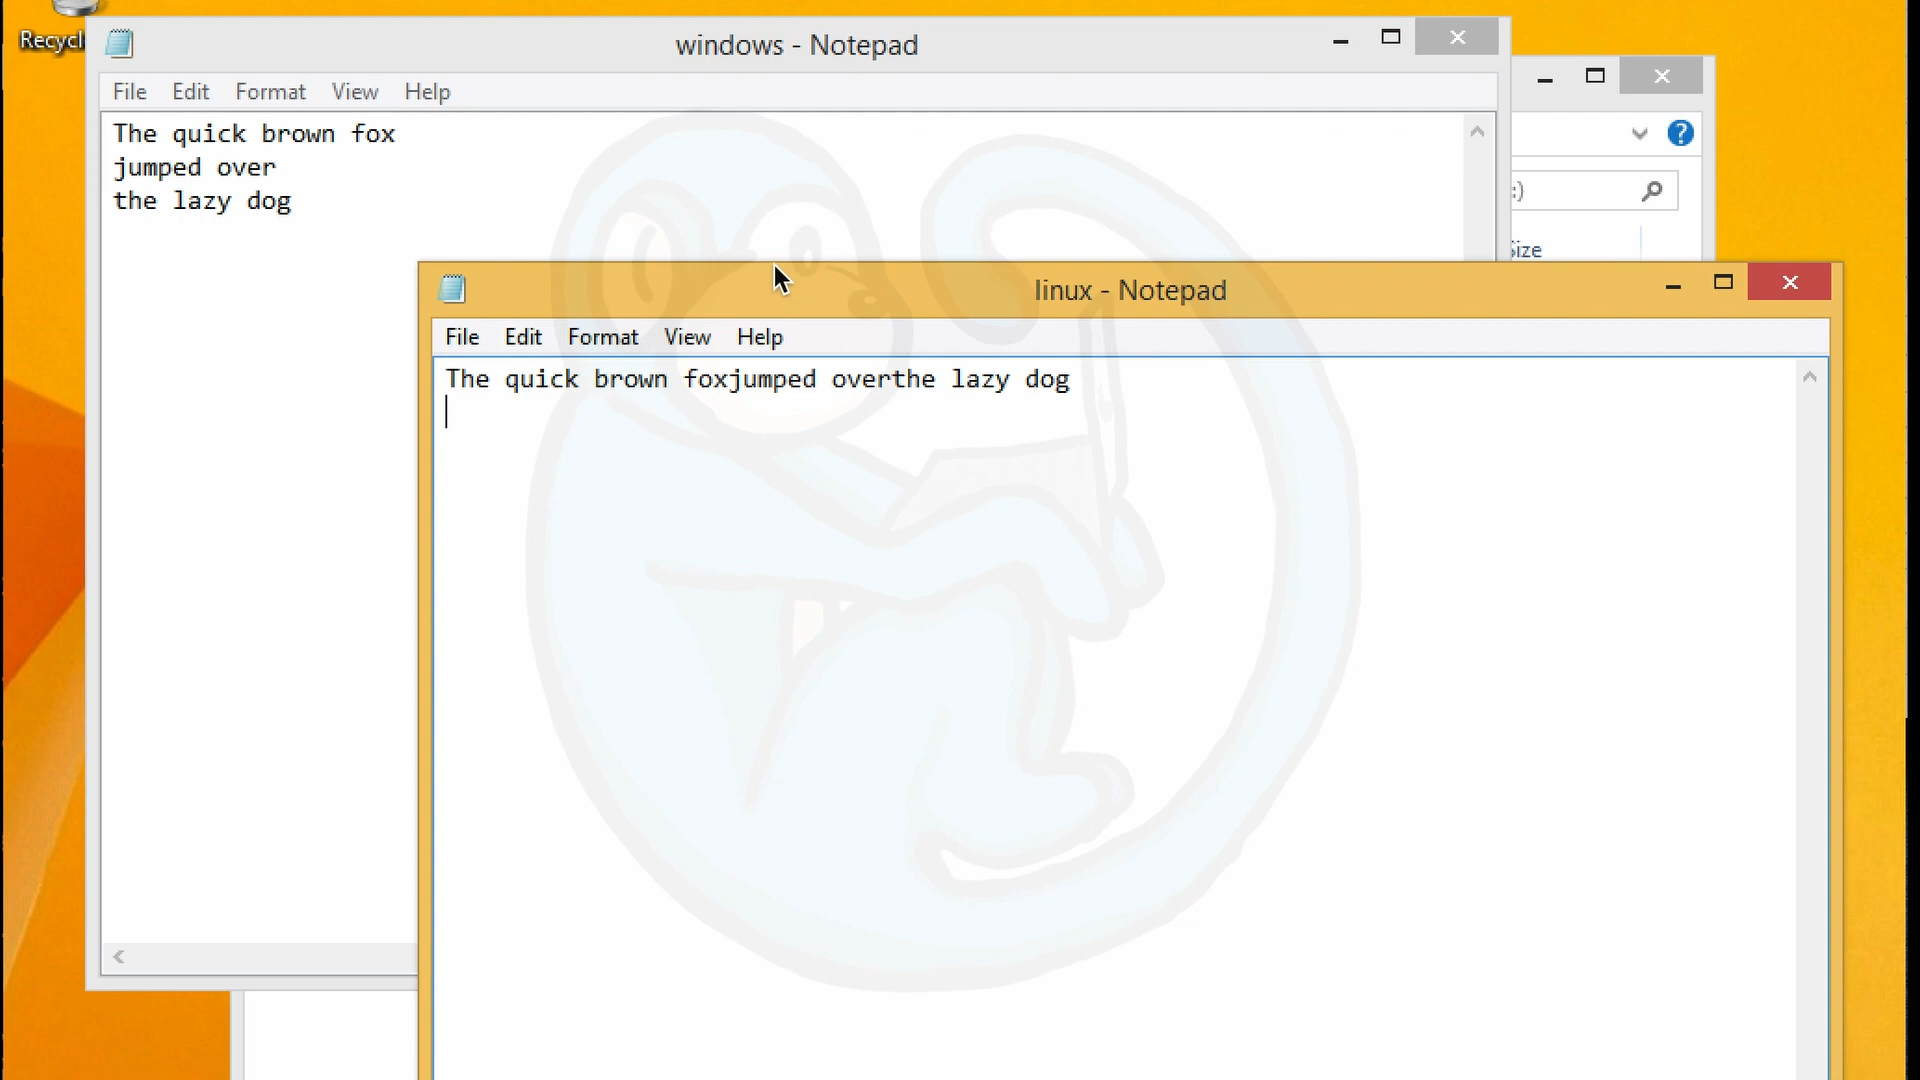 Recycl
windows - Notepad
File Edit Format View Help
The quick brown fox
jumped over
the lazy dog
:)
Size
linux - Notepad
File Edit Format View Help
The quick brown foxjumped overthe lazy dog